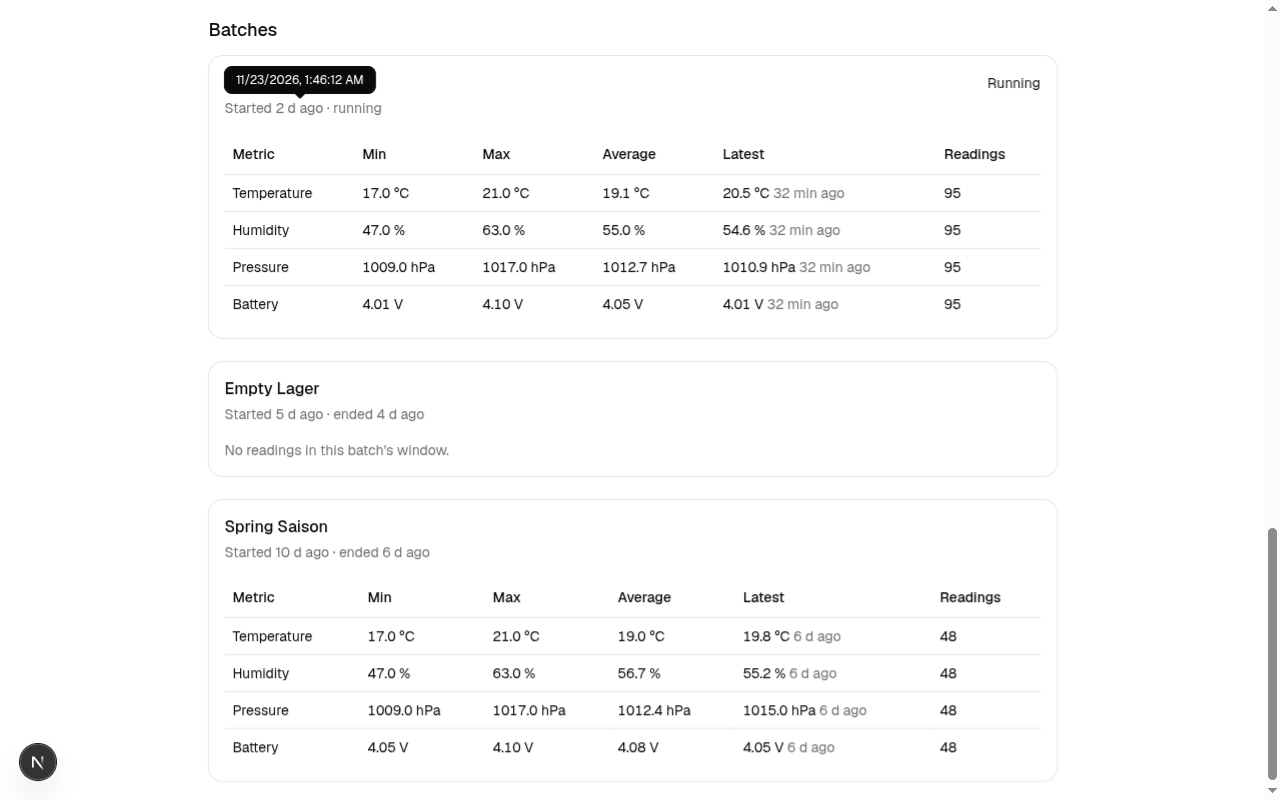 Batches
11/23/2026, 1:46:12 AM
Running
Started 2 d ago · running
Metric Min Max Average Latest Readings
Temperature 17.0 °C 21.0 °C 19.1 °C 20.5 °C 32 min ago 95
Humidity 47.0 % 63.0 % 55.0 % 54.6 % 32 min ago 95
Pressure 1009.0 hPa 1017.0 hPa 1012.7 hPa 1010.9 hPa 32 min ago 95
Battery 4.01 V 4.10 V 4.05 V 4.01 V 32 min ago 95
Empty Lager
Started 5 d ago · ended 4 d ago
No readings in this batch's window.
Spring Saison
Started 10 d ago · ended 6 d ago
Metric Min Max Average Latest Readings
Temperature 17.0 °C 21.0 °C 19.0 °C 19.8 °C 6 d ago 48
Humidity 47.0 % 63.0 % 56.7 % 55.2 % 6 d ago 48
Pressure 1009.0 hPa 1017.0 hPa 1012.4 hPa 1015.0 hPa 6 d ago 48
Battery 4.05 V 4.10 V 4.08 V 4.05 V 6 d ago 48
N